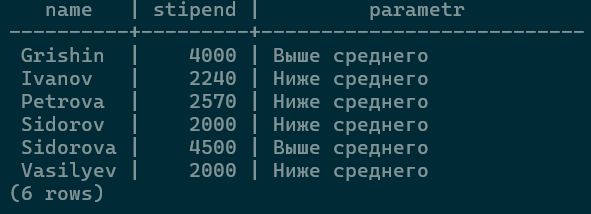 name | stipend | parametr
----------+---------+---------------------------
Grishin | 4000 | Выше среднего
Ivanov | 2240 | Ниже среднего
Petrova | 2570 | Ниже среднего
Sidorov | 2000 | Ниже среднего
Sidorova | 4500 | Выше среднего
Vasilyev | 2000 | Ниже среднего
(6 rows)